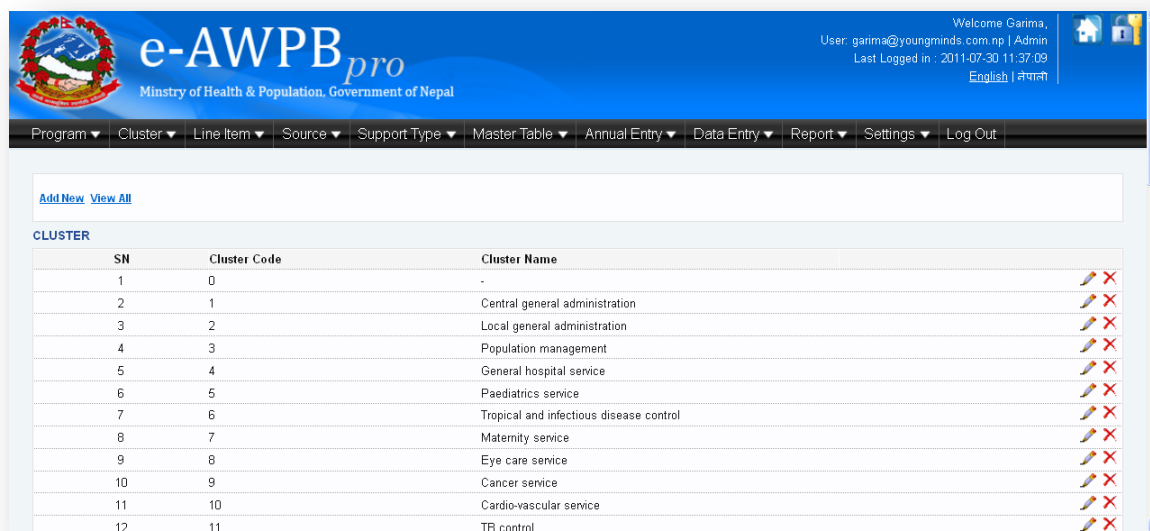 e-AWPB pro
Minstry of Health & Population, Government of Nepal
Welcome Garima,
User: garima@youngminds.com.np | Admin
Last Logged in : 2011-07-30 11:37:09
English | नेपाली
Program ▼ Cluster ▼ Line Item ▼ Source ▼ Support Type ▼ Master Table ▼ Annual Entry ▼ Data Entry ▼ Report ▼ Settings ▼ Log Out
Add New View All
CLUSTER
SN Cluster Code Cluster Name
1 0 -
2 1 Central general administration
3 2 Local general administration
4 3 Population management
5 4 General hospital service
6 5 Paediatrics service
7 6 Tropical and infectious disease control
8 7 Maternity service
9 8 Eye care service
10 9 Cancer service
11 10 Cardio-vascular service
12 11 TB control